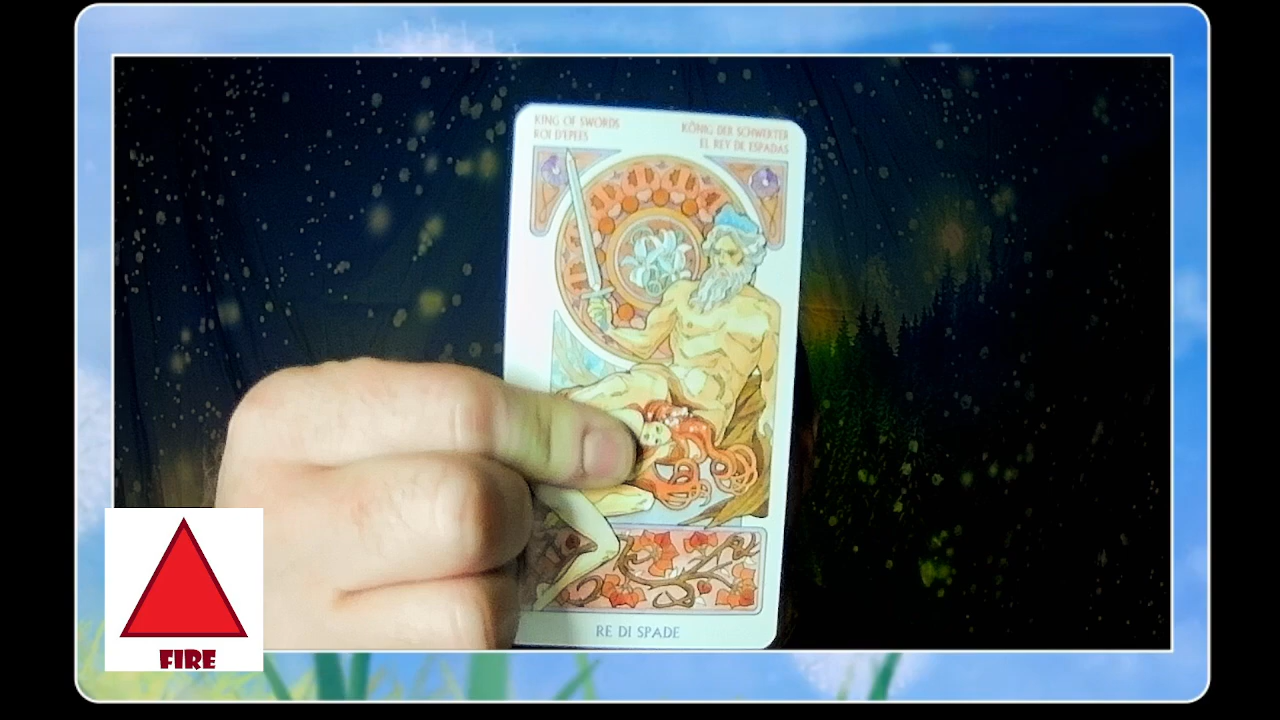 KING OF SWORDS
ROI D'EPEES
KÖNIG DER SCHWERTER
EL REY DE ESPADAS
RE DI SPADE
FIRE